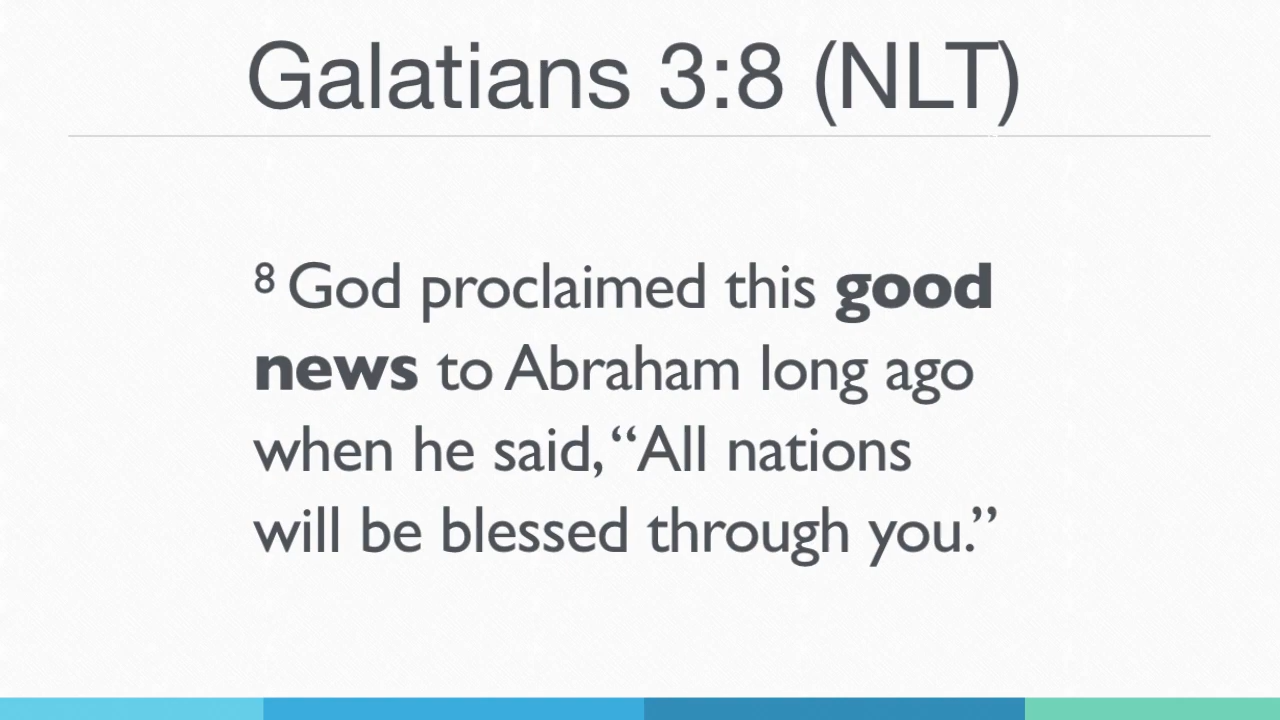 Galatians 3:8 (NLT)
8 God proclaimed this good
news to Abraham long ago
when he said, “All nations
will be blessed through you.”